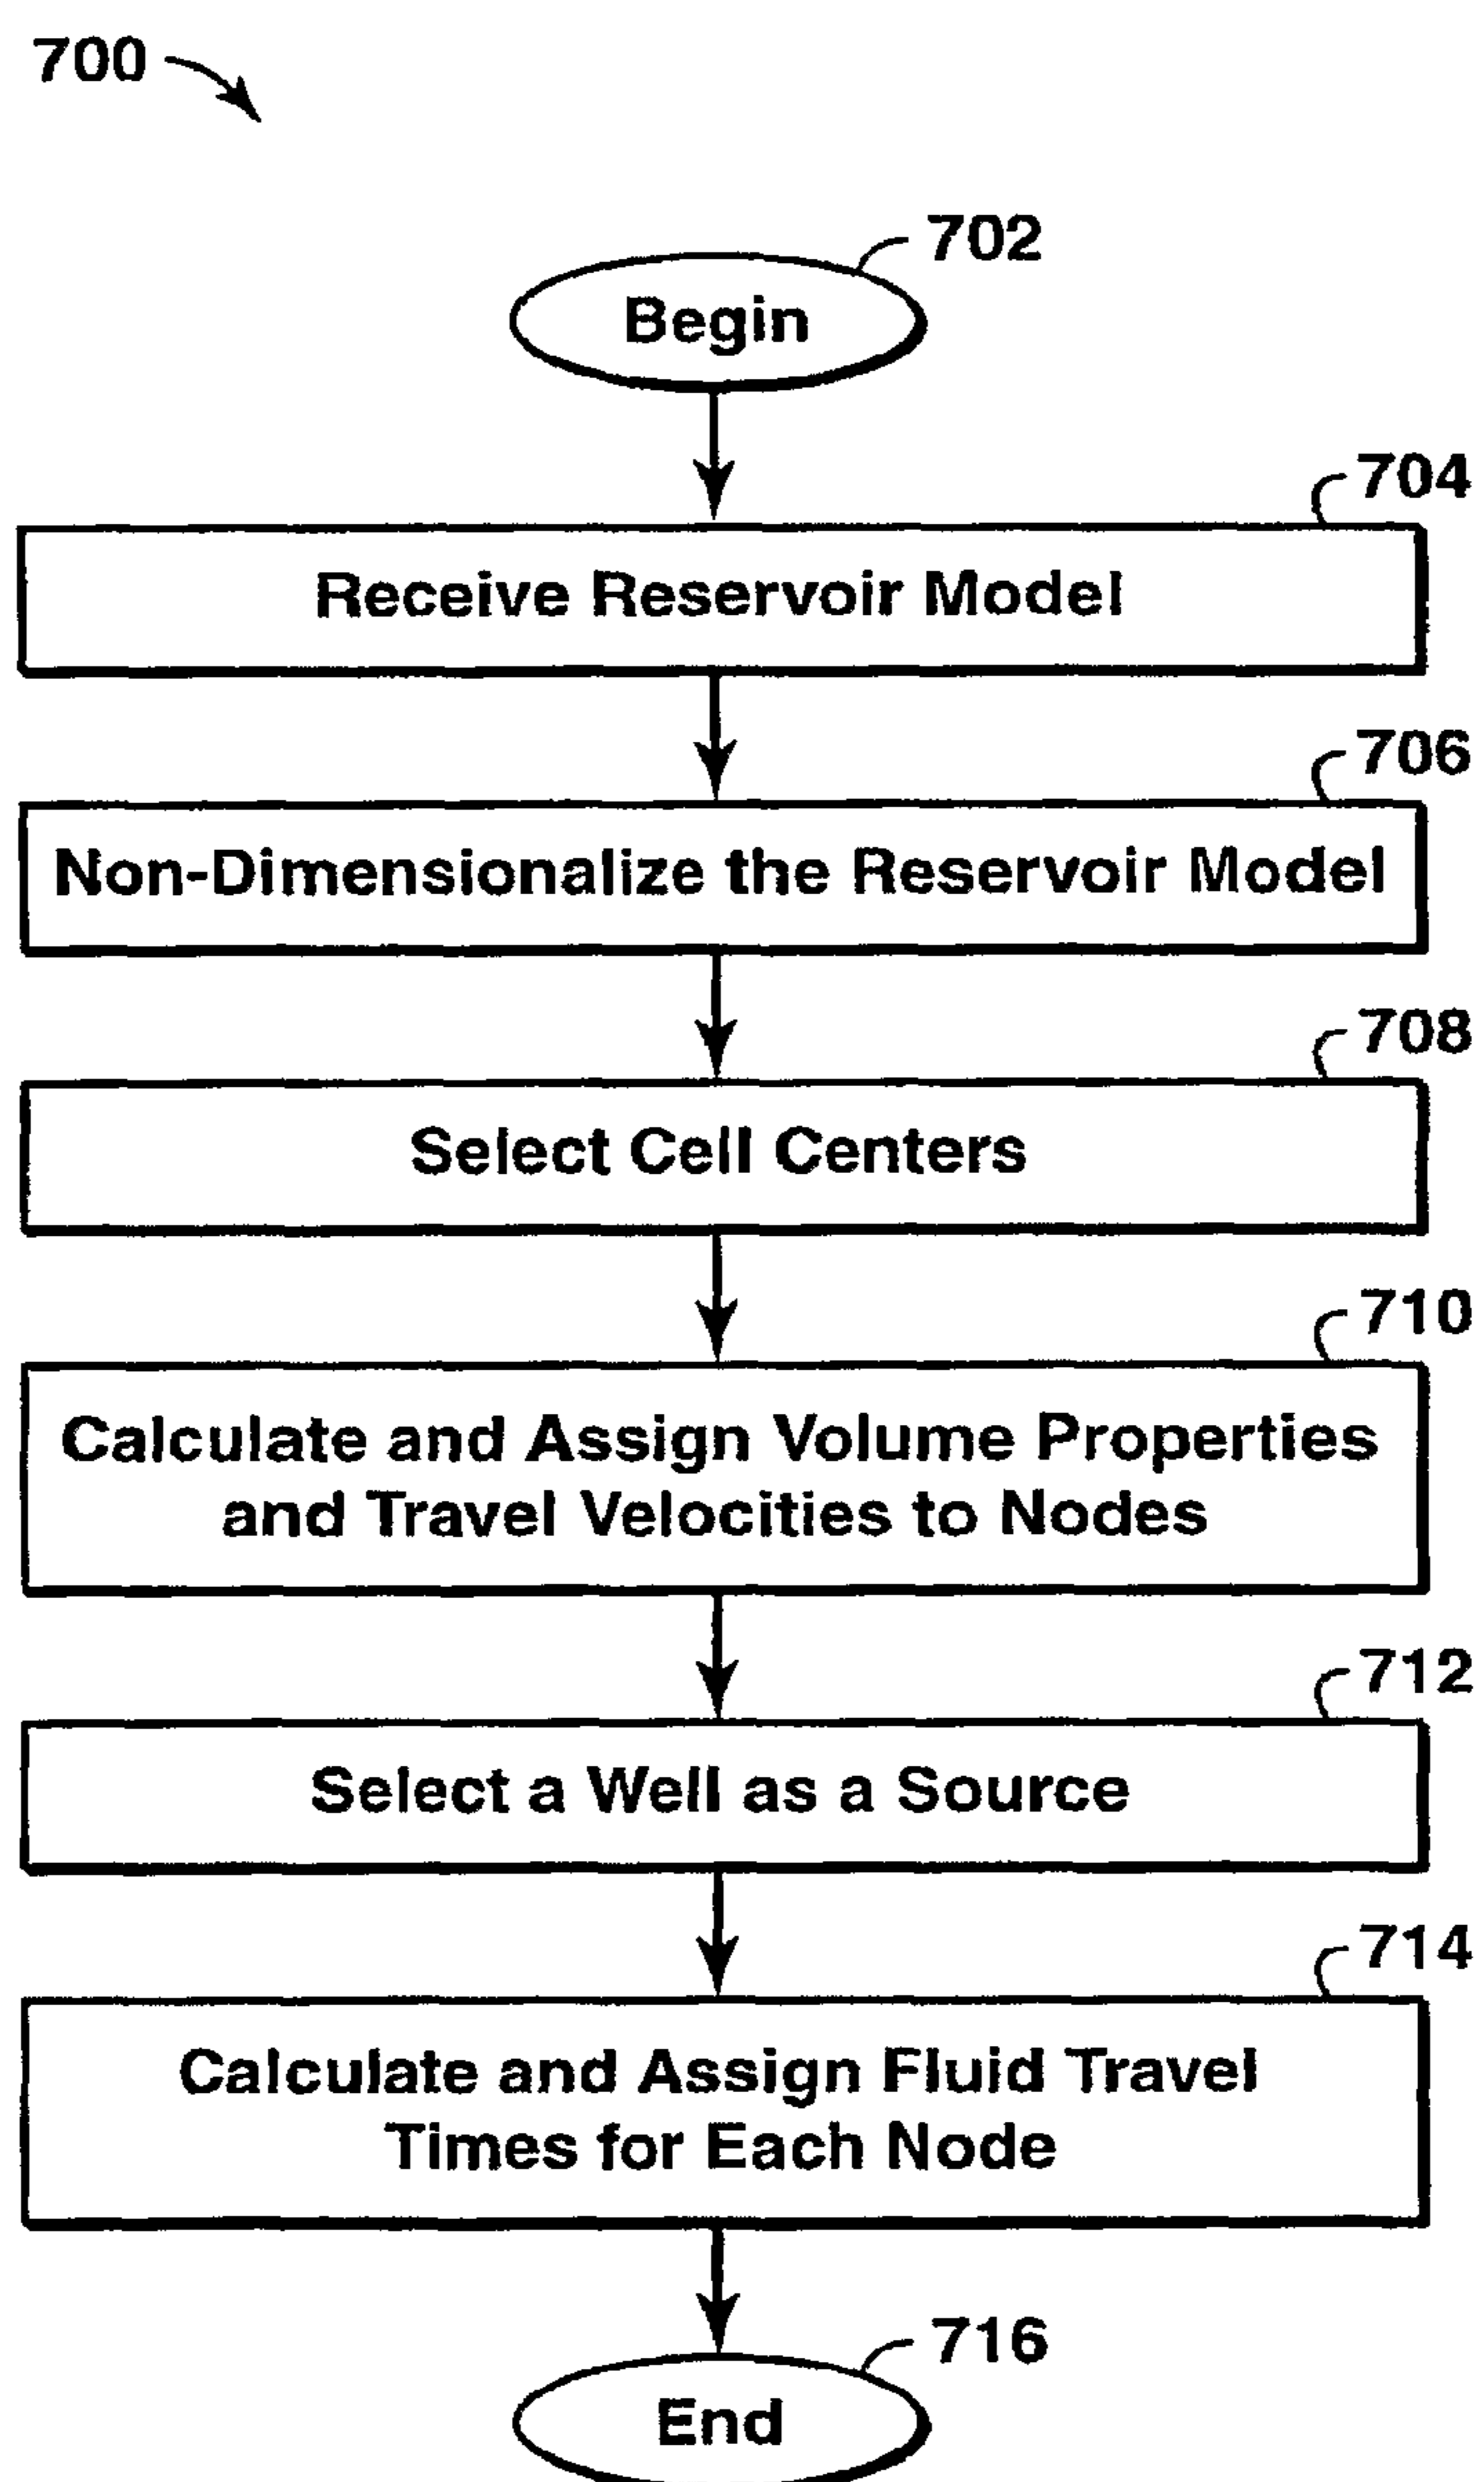 700
702
Begin
704
Receive Reservoir Model
706
Non-Dimensionalize the Reservoir Model
708
Select Cell Centers
710
Calculate and Assign Volume Properties
and Travel Velocities to Nodes
712
Select a Well as a Source
714
Calculate and Assign Fluid Travel
Times for Each Node
716
End